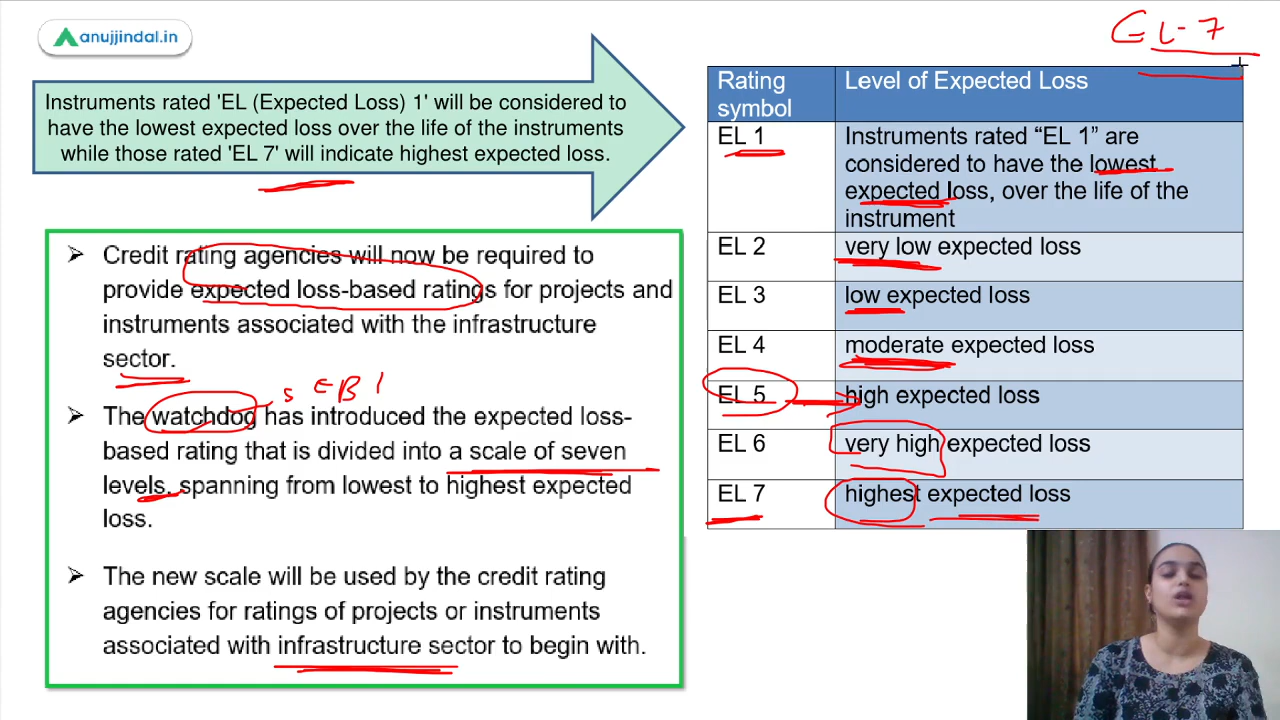 anujjindal.in
Instruments rated 'EL (Expected Loss) 1' will be considered to
have the lowest expected loss over the life of the instruments
while those rated 'EL 7' will indicate highest expected loss.
➢ Credit rating agencies will now be required to
provide expected loss-based ratings for projects and
instruments associated with the infrastructure
sector.
SEBI
➢ The watchdog has introduced the expected loss-
based rating that is divided into a scale of seven
levels, spanning from lowest to highest expected
loss.
➢ The new scale will be used by the credit rating
agencies for ratings of projects or instruments
associated with infrastructure sector to begin with.
EL-7
Rating Level of Expected Loss
symbol
EL 1 Instruments rated “EL 1” are
considered to have the lowest
expected loss, over the life of the
instrument
EL 2 very low expected loss
EL 3 low expected loss
EL 4 moderate expected loss
EL 5 high expected loss
EL 6 very high expected loss
EL 7 highest expected loss